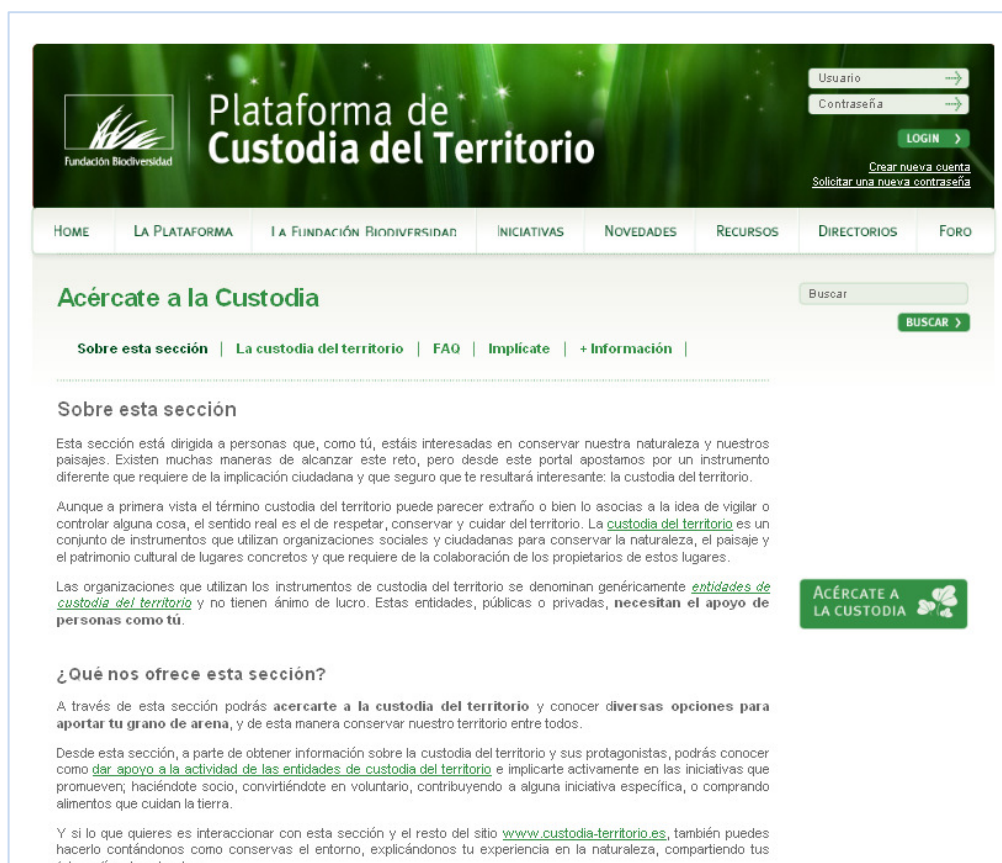 Fundación Biodiversidad
Plataforma de
Custodia del Territorio
Usuario
Contraseña
LOGIN
Crear nueva cuenta
Solicitar una nueva contraseña
HOME
LA PLATAFORMA
LA FUNDACIÓN BIODIVERSIDAD
INICIATIVAS
NOVEDADES
RECURSOS
DIRECTORIOS
FORO
Acércate a la Custodia
Buscar
BUSCAR
Sobre esta sección | La custodia del territorio | FAQ | Implícate | + Información |
Sobre esta sección
Esta sección está dirigida a personas que, como tú, estáis interesadas en conservar nuestra naturaleza y nuestros
paisajes. Existen muchas maneras de alcanzar este reto, pero desde este portal apostamos por un instrumento
diferente que requiere de la implicación ciudadana y que seguro que te resultará interesante: la custodia del territorio.
Aunque a primera vista el término custodia del territorio puede parecer extraño o bien lo asocias a la idea de vigilar o
controlar alguna cosa, el sentido real es el de respetar, conservar y cuidar del territorio. La custodia del territorio es un
conjunto de instrumentos que utilizan organizaciones sociales y ciudadanas para conservar la naturaleza, el paisaje y
el patrimonio cultural de lugares concretos y que requiere de la colaboración de los propietarios de estos lugares.
Las organizaciones que utilizan los instrumentos de custodia del territorio se denominan genéricamente entidades de
custodia del territorio y no tienen ánimo de lucro. Estas entidades, públicas o privadas, necesitan el apoyo de
personas como tú.
ACÉRCATE A
LA CUSTODIA
¿Qué nos ofrece esta sección?
A través de esta sección podrás acercarte a la custodia del territorio y conocer diversas opciones para
aportar tu grano de arena, y de esta manera conservar nuestro territorio entre todos.
Desde esta sección, a parte de obtener información sobre la custodia del territorio y sus protagonistas, podrás conocer
como dar apoyo a la actividad de las entidades de custodia del territorio e implicarte activamente en las iniciativas que
promueven; haciéndote socio, convirtiéndote en voluntario, contribuyendo a alguna iniciativa específica, o comprando
alimentos que cuidan la tierra.
Y si lo que quieres es interaccionar con esta sección y el resto del sitio www.custodia-territorio.es, también puedes
hacerlo contándonos como conservas el entorno, explicándonos tu experiencia en la naturaleza, compartiendo tus